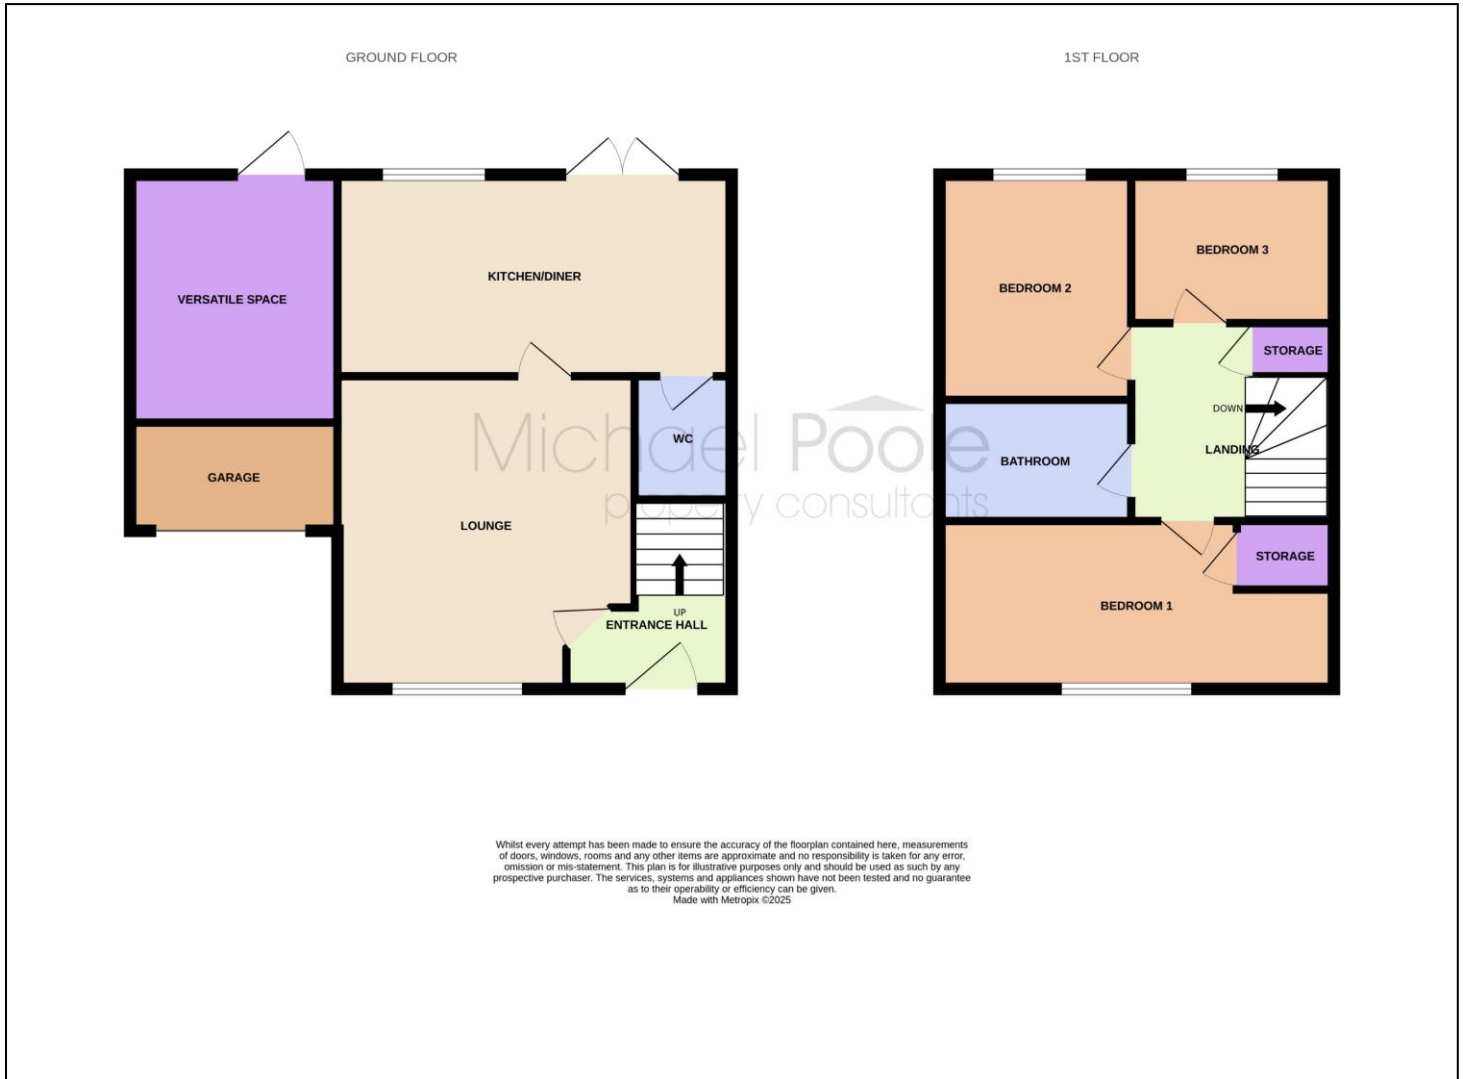 GROUND FLOOR
1ST FLOOR
VERSATILE SPACE
KITCHEN/DINER
GARAGE
LOUNGE
WC
UP
ENTRANCE HALL
BEDROOM 2
BEDROOM 3
STORAGE
DOWN
LANDING
BATHROOM
STORAGE
BEDROOM 1
Michael Poole
property consultants
Whilst every attempt has been made to ensure the accuracy of the floorplan contained here, measurements
of doors, windows, rooms and any other items are approximate and no responsibility is taken for any error,
omission or mis-statement. This plan is for illustrative purposes only and should be used as such by any
prospective purchaser. The services, systems and appliances shown have not been tested and no guarantee
as to their operability or efficiency can be given.
Made with Metropix ©2025